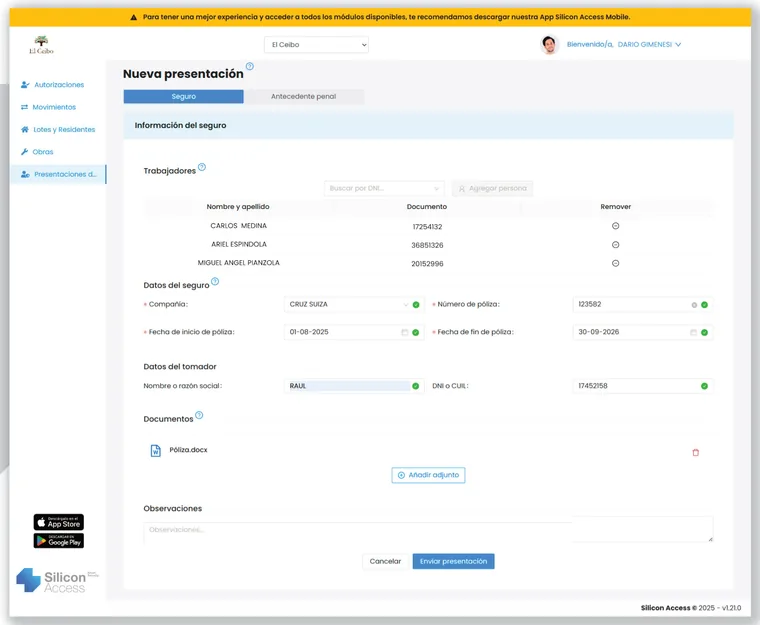 Para tener una mejor experiencia y acceder a todos los módulos disponibles, te recomendamos descargar nuestra App Silicon Access Mobile.
El Ceibo
El Ceibo
Bienvenido/a, DARIO GIMENESI
Autorizaciones
Movimientos
Lotes y Residentes
Obras
Presentaciones d...
Nueva presentación
Seguro
Antecedente penal
Información del seguro
Trabajadores
Buscar por DNI...
Agregar persona
Nombre y apellido Documento Remover
CARLOS MEDINA 17254132
ARIEL ESPINDOLA 36851326
MIGUEL ANGEL PIANZOLA 20152996
Datos del seguro
* Compañía: CRUZ SUIZA * Número de póliza: 123582
* Fecha de inicio de póliza: 01-08-2025 * Fecha de fin de póliza: 30-09-2026
Datos del tomador
Nombre o razón social: RAUL DNI o CUIL: 17452158
Documentos
Póliza.docx
Añadir adjunto
Observaciones
Observaciones...
Cancelar
Enviar presentación
App Store
Google Play
Silicon
Access
Silicon Access © 2025 - v1.21.0